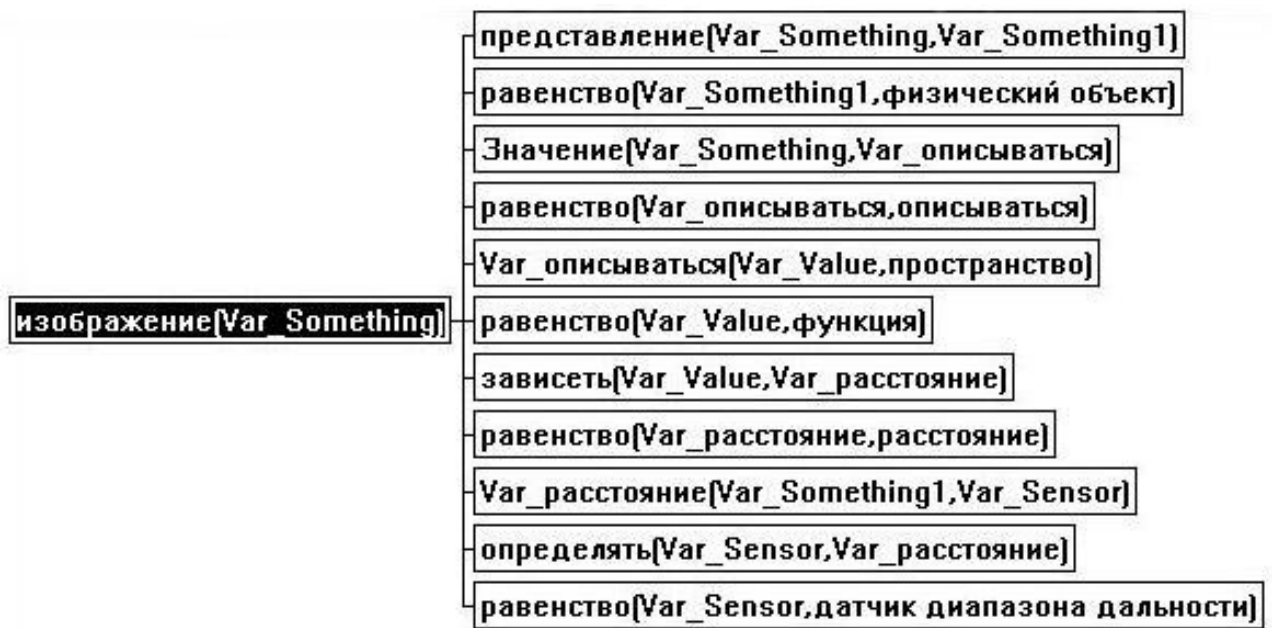 представление(Var_Something,Var_Something1)
равенство(Var_Something1,физический объект)
Значение(Var_Something,Var_описываться)
равенство(Var_описываться,описываться)
Var_описываться(Var_Value,пространство)
изображение(Var_Something)
равенство(Var_Value,функция)
зависеть(Var_Value,Var_расстояние)
равенство(Var_расстояние,расстояние)
Var_расстояние(Var_Something1,Var_Sensor)
определять(Var_Sensor,Var_расстояние)
равенство(Var_Sensor,датчик диапазона дальности)